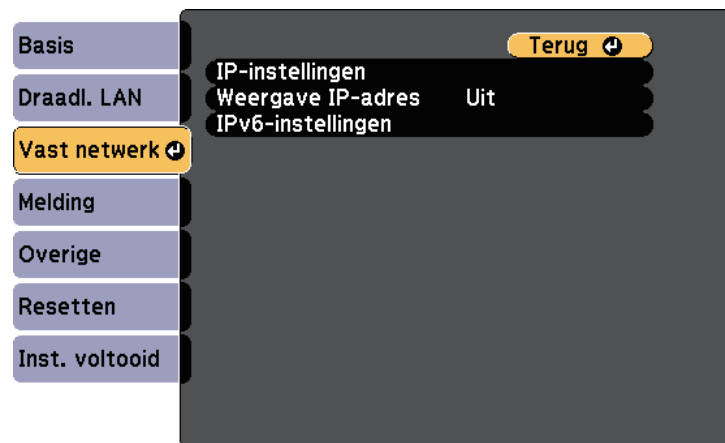 Basis
Draadl. LAN
Vast netwerk
Melding
Overige
Resetten
Inst. voltooid
Terug
IP-instellingen
Weergave IP-adres Uit
IPv6-instellingen